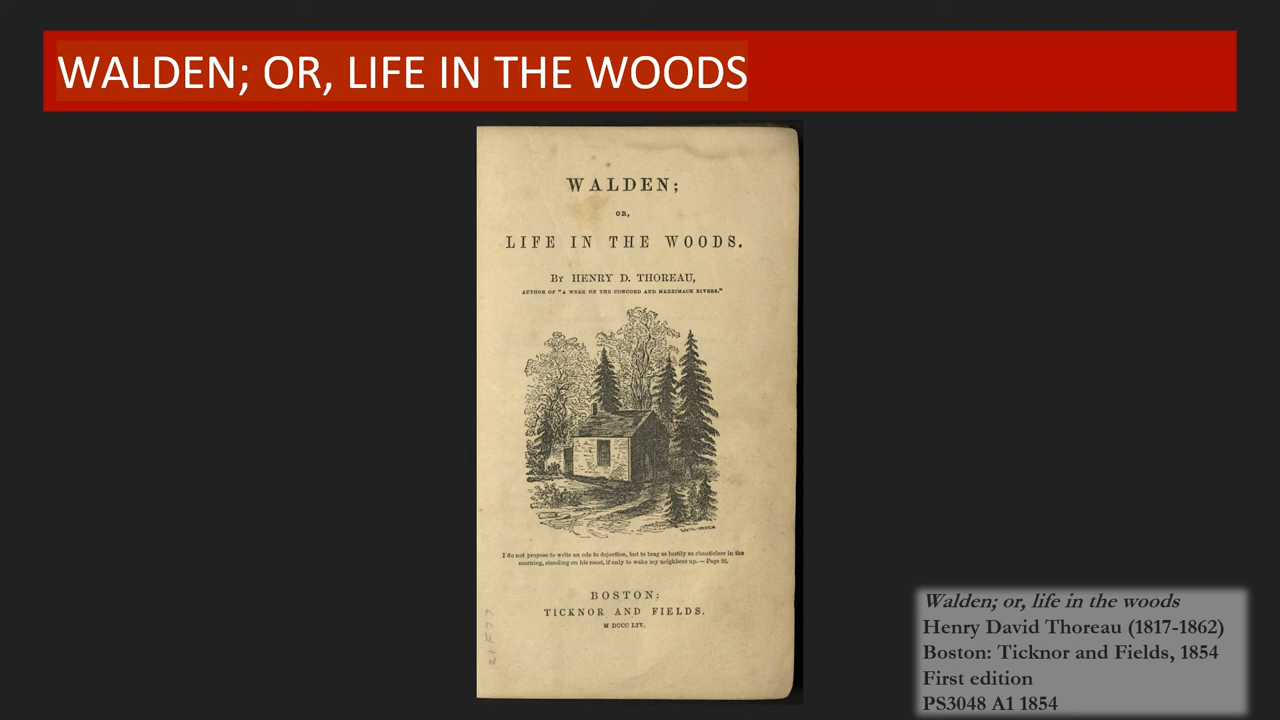 WALDEN; OR, LIFE IN THE WOODS
WALDEN;
OR,
LIFE IN THE WOODS.
BY HENRY D. THOREAU,
AUTHOR OF "A WEEK ON THE CONCORD AND MERRIMACK RIVERS."
I do not propose to write an ode to dejection, but to brag as lustily as chanticleer in the
morning, standing on his roost, if only to wake my neighbors up. — Page 92.
BOSTON:
TICKNOR AND FIELDS.
M DCCC LIV.
Walden; or, life in the woods
Henry David Thoreau (1817-1862)
Boston: Ticknor and Fields, 1854
First edition
PS3048 A1 1854